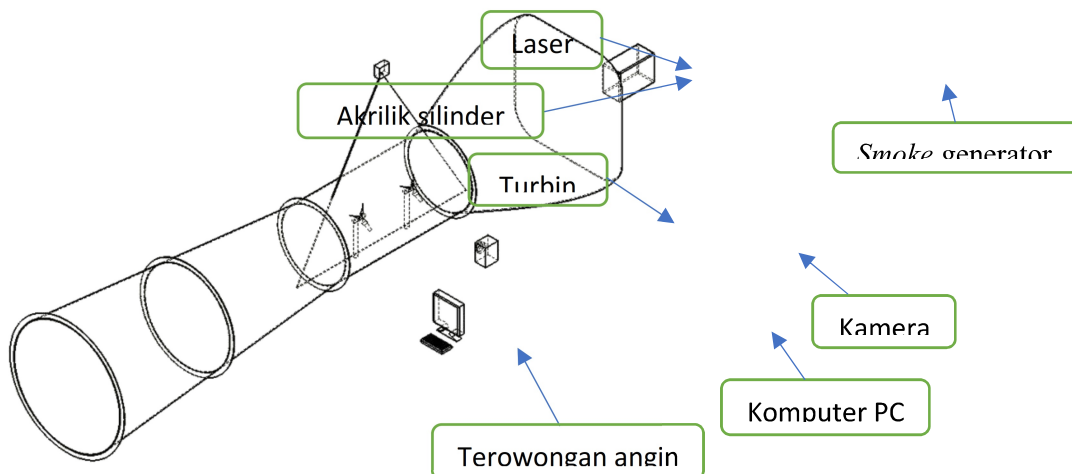 Laser
Akrilik silinder
Smoke generator
Turbin
Kamera
Komputer PC
Terowongan angin